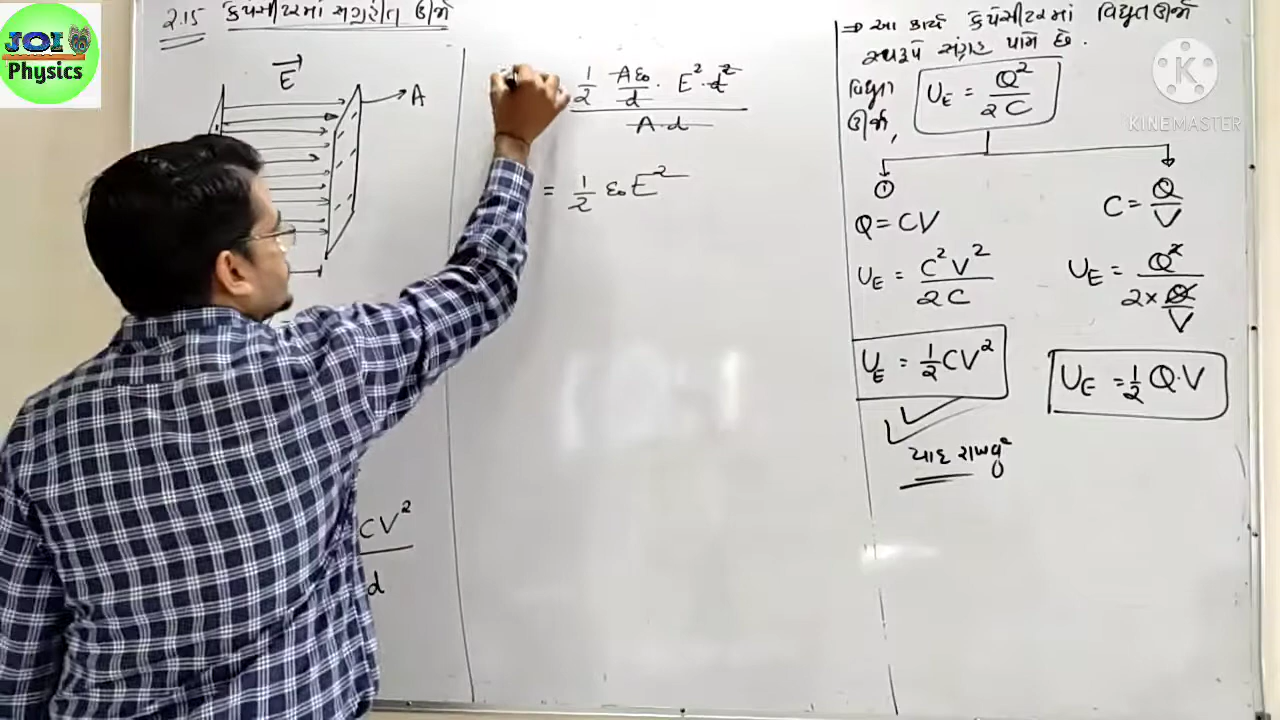 JOI
Physics
2.15 કેપેસીટરમાં સંગ્રહીત ઊર્જા
E
A
CV²
d
1/2 Aε₀/d · E² · d²
A·d
= 1/2 ε₀E²
→ આ કાર્ય કેપેસીટરમાં વિદ્યુતઊર્જા
સ્વરૂપે સંગ્રહ પામે છે.
વિદ્યુત
ઊર્જા,
U_E = Q²/2C
①
Q = CV
U_E = C²V²/2C
U_E = 1/2 CV²
યાદ રાખવું
C = Q/V
U_E = Q²/(2×Q/V)
U_E = 1/2 Q·V
KINEMASTER